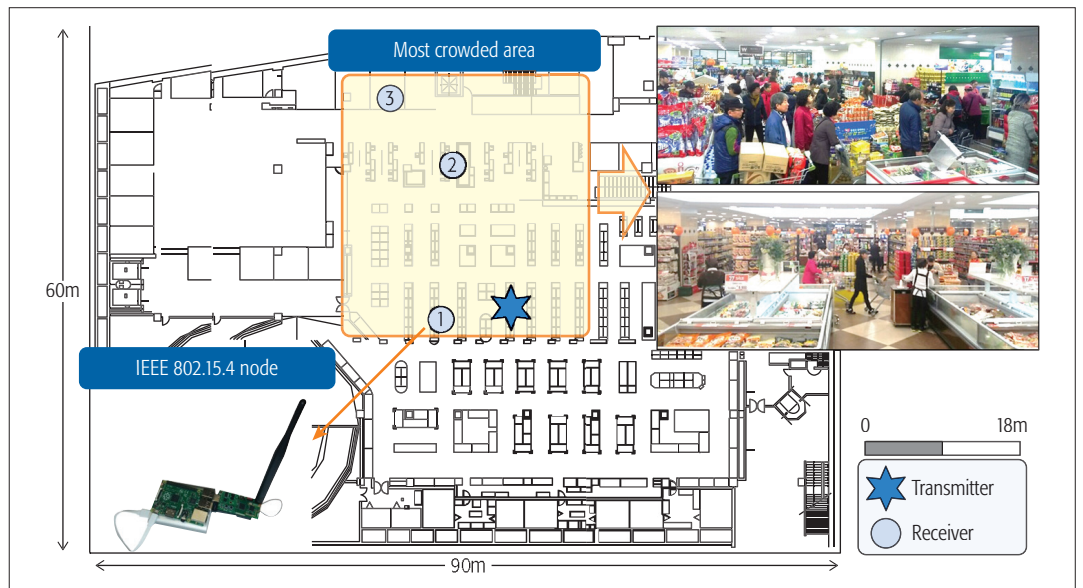 Most crowded area
3
2
60m
1
IEEE 802.15.4 node
0 18m
Transmitter
Receiver
90m